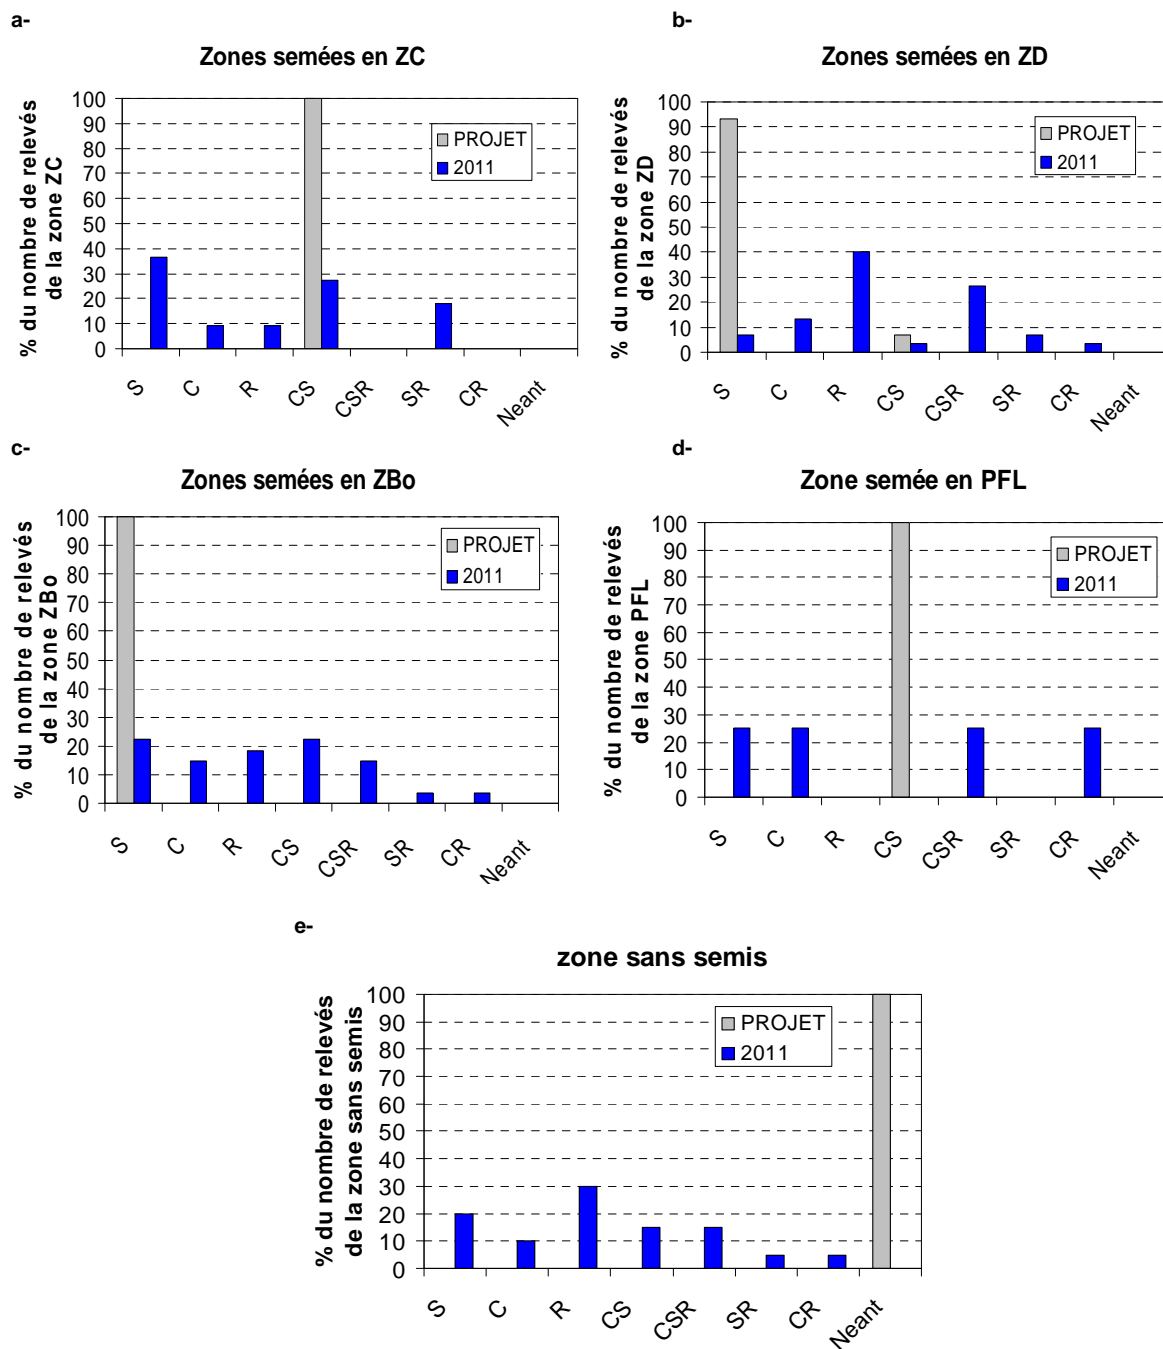 a-
Zones semées en ZC
% du nombre de relevés
de la zone ZC
100
90
80
70
60
50
40
30
20
10
0
PROJET
2011
S
C
R
CS
CSR
SR
CR
Neant
b-
Zones semées en ZD
% du nombre de relevés
de la zone ZD
100
90
80
70
60
50
40
30
20
10
0
PROJET
2011
S
C
R
CS
CSR
SR
CR
Neant
c-
Zones semées en ZBo
% du nombre de relevés
de la zone ZBo
100
90
80
70
60
50
40
30
20
10
0
PROJET
2011
S
C
R
CS
CSR
SR
CR
Neant
d-
Zone semée en PFL
% du nombre de relevés
de la zone PFL
100
90
80
70
60
50
40
30
20
10
0
PROJET
2011
S
C
R
CS
CSR
SR
CR
Neant
e-
zone sans semis
% du nombre de relevés
de la zone sans semis
100
90
80
70
60
50
40
30
20
10
0
PROJET
2011
S
C
R
CS
CSR
SR
CR
Neant